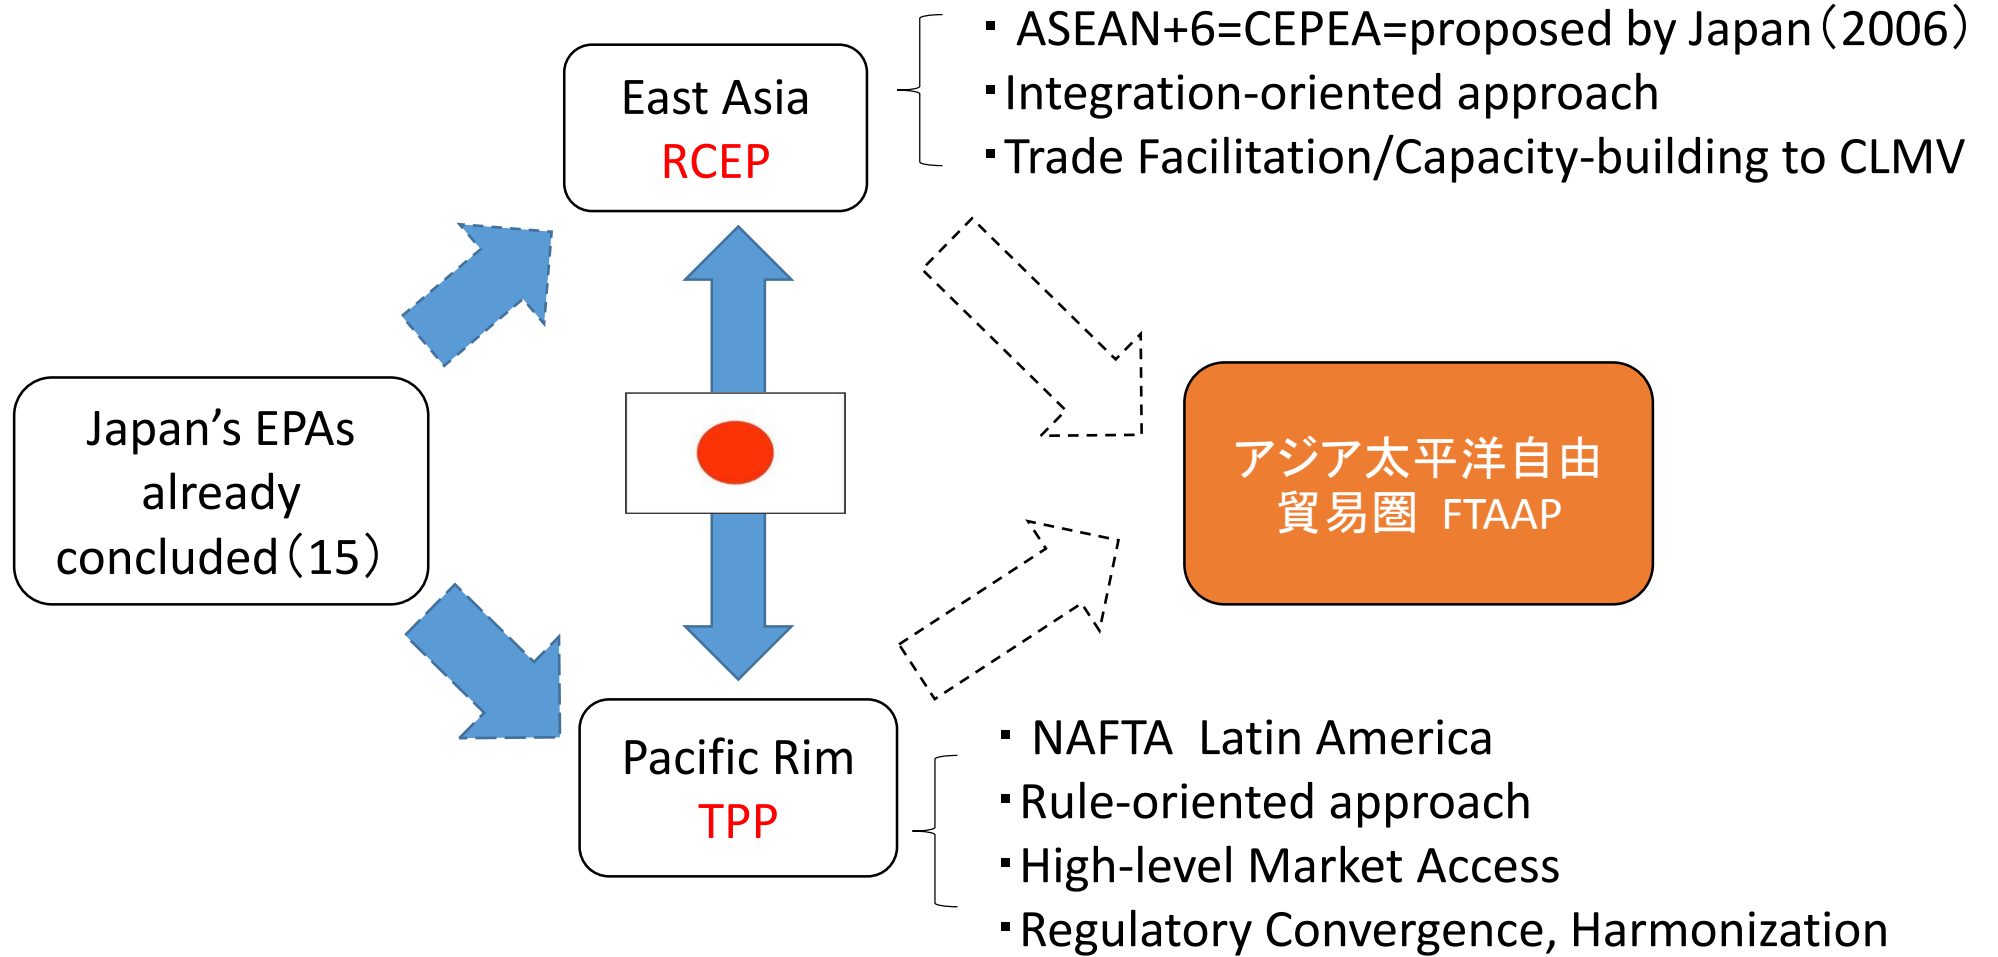 ・ ASEAN+6=CEPEA=proposed by Japan（2006）
・Integration-oriented approach
・Trade Facilitation/Capacity-building to CLMV
East Asia
RCEP
Japan’s EPAs
already
concluded（15）
アジア太平洋自由
貿易圏 FTAAP
Pacific Rim
TPP
・ NAFTA  Latin America
・Rule-oriented approach
・High-level Market Access
・Regulatory Convergence, Harmonization